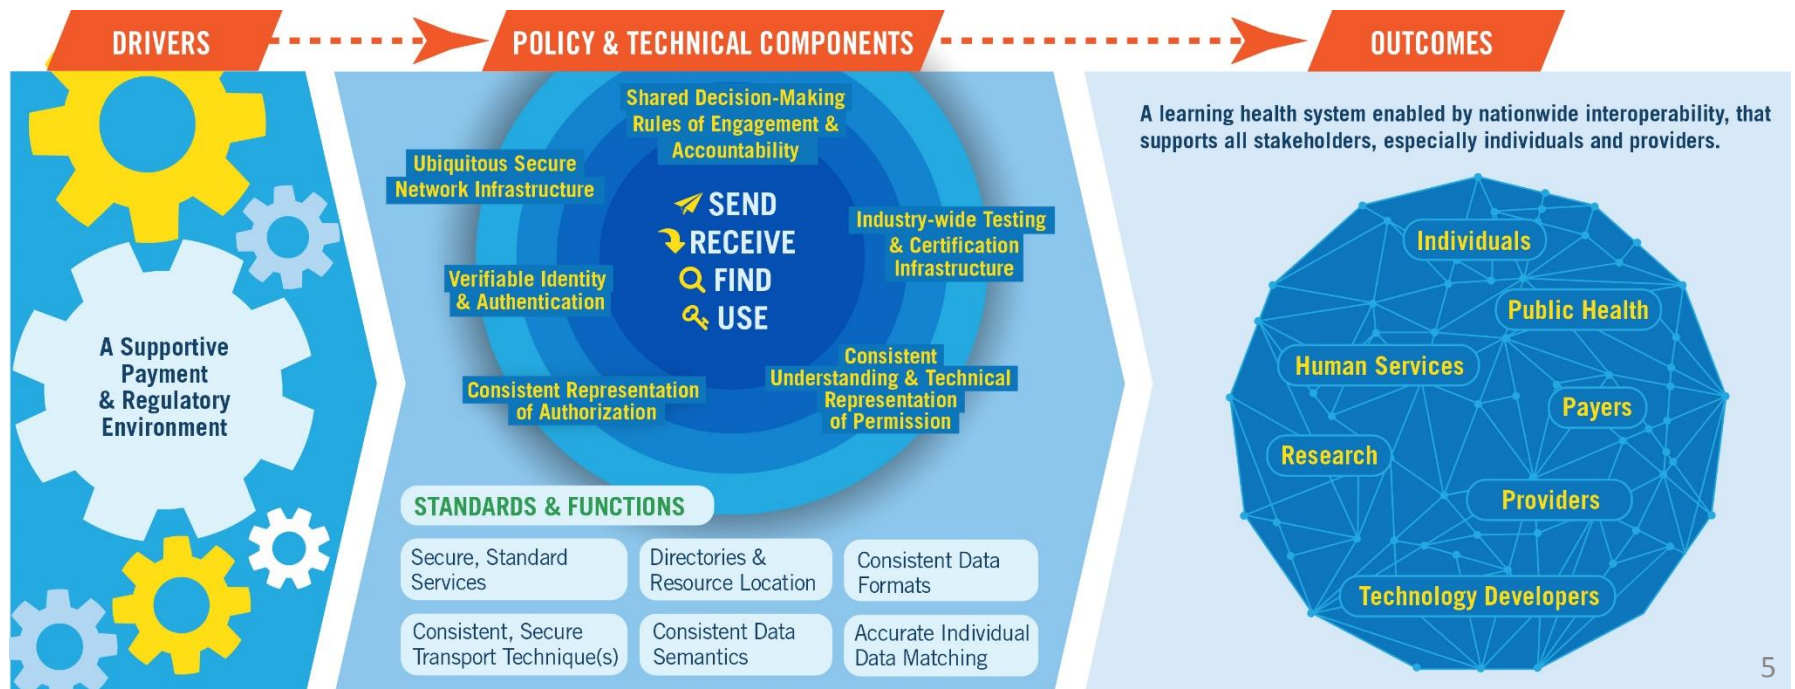 DRIVERS
POLICY & TECHNICAL COMPONENTS
OUTCOMES
A Supportive
Payment
& Regulatory
Environment
Shared Decision-Making
Rules of Engagement &
Accountability
Ubiquitous Secure
Network Infrastructure
Verifiable Identity
& Authentication
Consistent Representation
of Authorization
SEND
RECEIVE
FIND
USE
Industry-wide Testing
& Certification
Infrastructure
Consistent
Understanding & Technical
Representation
of Permission
STANDARDS & FUNCTIONS
Secure, Standard
Services
Directories &
Resource Location
Consistent Data
Formats
Consistent, Secure
Transport Technique(s)
Consistent Data
Semantics
Accurate Individual
Data Matching
A learning health system enabled by nationwide interoperability, that
supports all stakeholders, especially individuals and providers.
Individuals
Public Health
Human Services
Payers
Research
Providers
Technology Developers
5